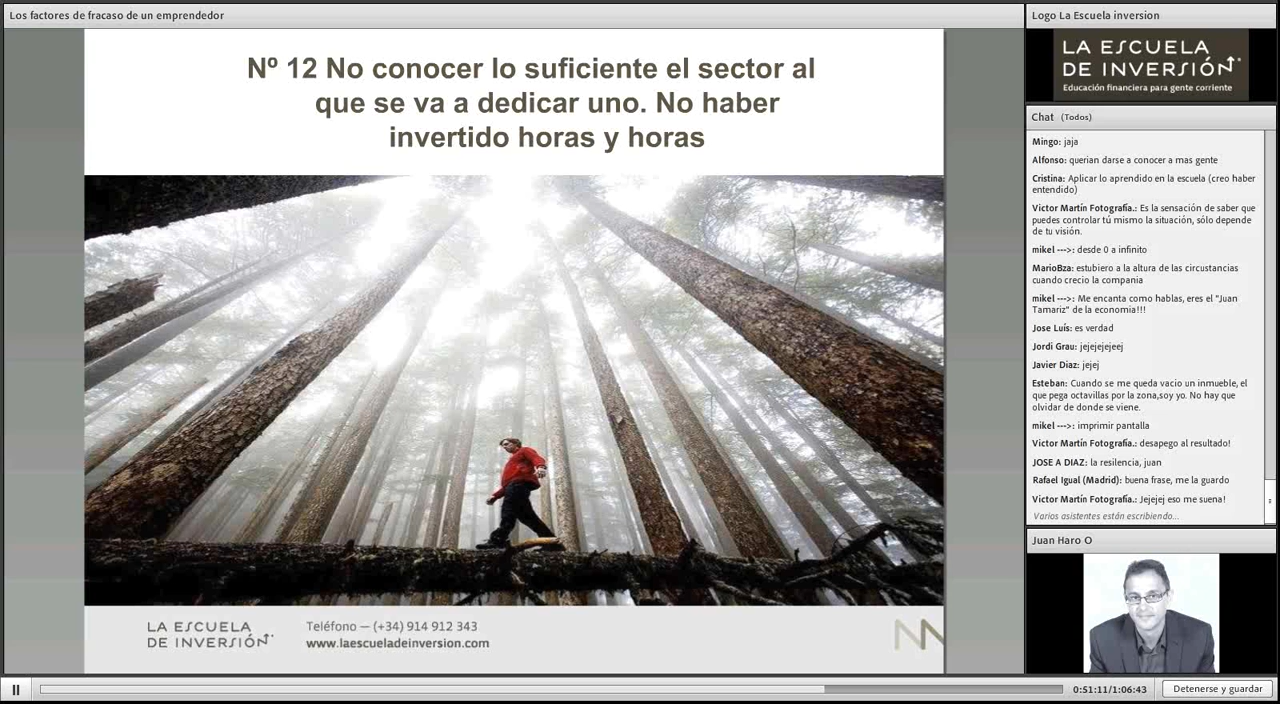 Los factores de fracaso de un emprendedor
Nº 12 No conocer lo suficiente el sector al
que se va a dedicar uno. No haber
invertido horas y horas
LA ESCUELA
DE INVERSIÓN
Teléfono — (+34) 914 912 343
www.laescueladeinversion.com
Logo La Escuela inversion
LA ESCUELA
DE INVERSIÓN
Educación financiera para gente corriente
Chat (Todos)
Mingo: jaja
Alfonso: querian darse a conocer a mas gente
Cristina: Aplicar lo aprendido en la escuela (creo haber
entendido)
Victor Martín Fotografía.: Es la sensación de saber que
puedes controlar tú mismo la situación, sólo depende
de tu visión.
mikel --->: desde 0 a infinito
MarioBza: estubiero a la altura de las circustancias
cuando crecio la compania
mikel --->: Me encanta como hablas, eres el "Juan
Tamariz" de la economia!!!
Jose Luís: es verdad
Jordi Grau: jejejejejeej
Javier Diaz: jejej
Esteban: Cuando se me queda vacio un inmueble, el
que pega octavillas por la zona,soy yo. No hay que
olvidar de donde se viene.
mikel --->: imprimir pantalla
Victor Martín Fotografía.: desapego al resultado!
JOSE A DIAZ: la resilencia, juan
Rafael Igual (Madrid): buena frase, me la guardo
Victor Martín Fotografía.: Jejejej eso me suena!
Varios asistentes están escribiendo...
Juan Haro O
0:51:11/1:06:43
Detenerse y guardar